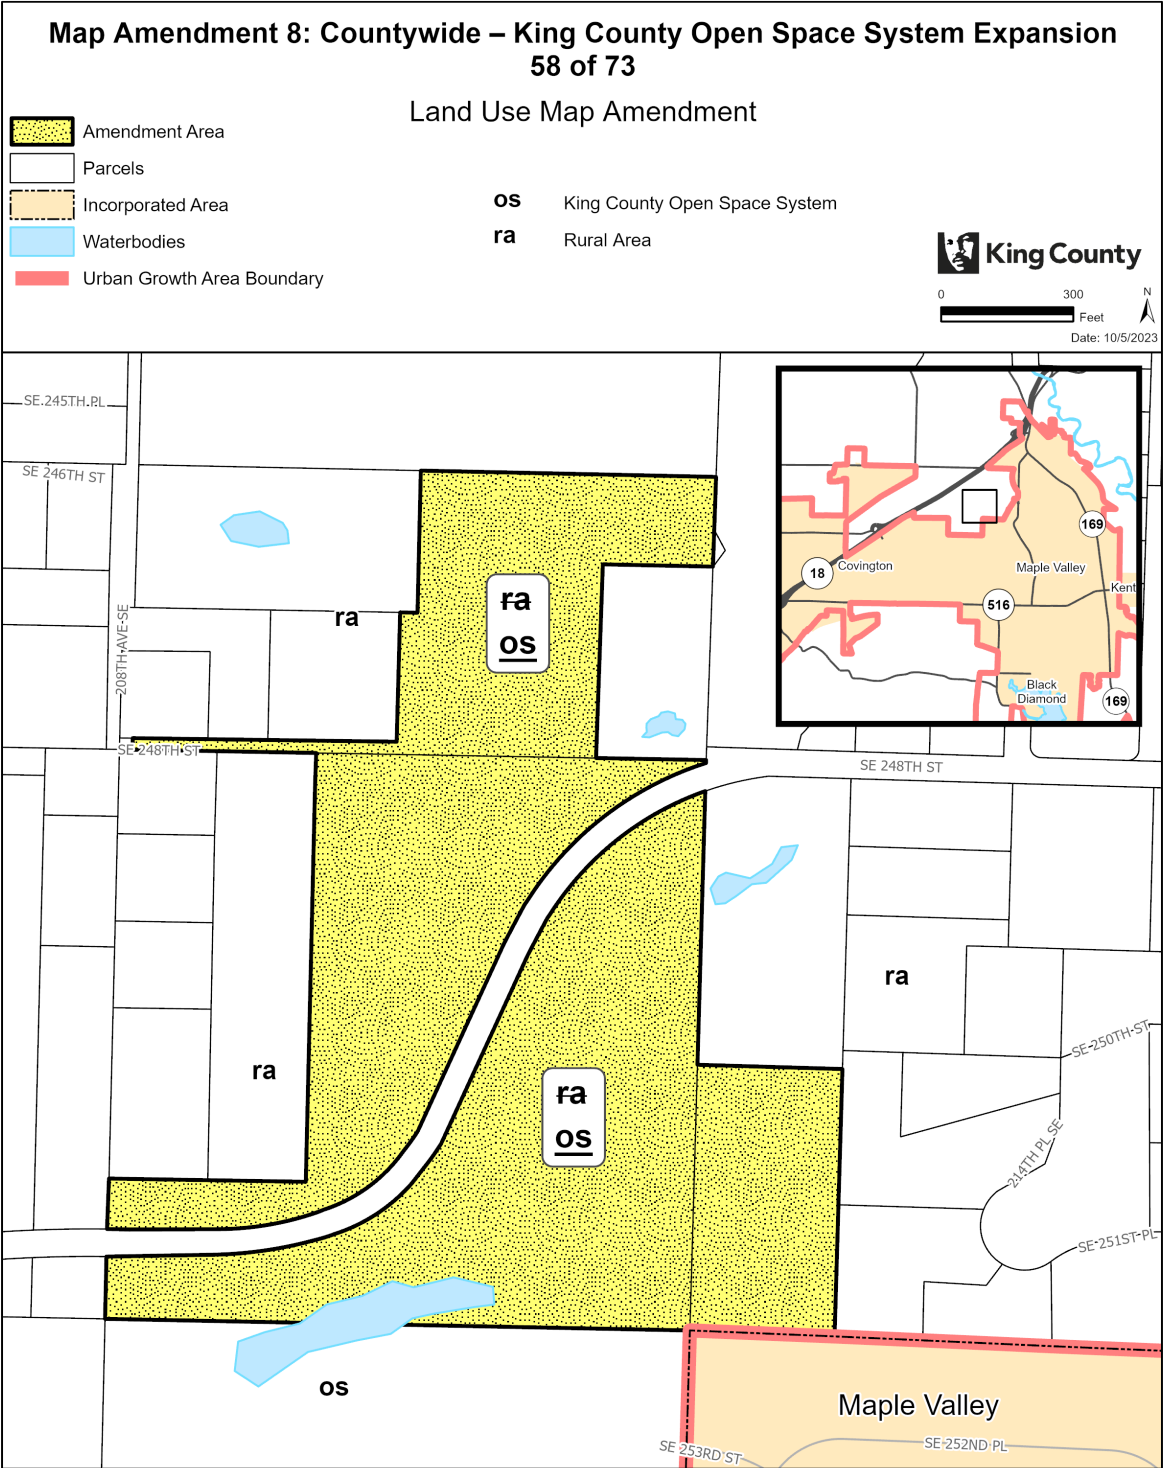 Map Amendment 8: Countywide – King County Open Space System Expansion
58 of 73
Land Use Map Amendment
Amendment Area
Parcels
Incorporated Area
Waterbodies
Urban Growth Area Boundary
os King County Open Space System
ra Rural Area
King County
0 300
Feet
N
Date: 10/5/2023
SE 245TH PL
SE 246TH ST
208TH AVE SE
ra
ra
os
SE 248TH ST
SE 248TH ST
169
18
Covington
Maple Valley
Kent
516
Black
Diamond
169
ra
ra
ra
os
SE 250TH ST
214TH PL SE
SE 251ST PL
os
Maple Valley
SE 253RD ST
SE 252ND PL